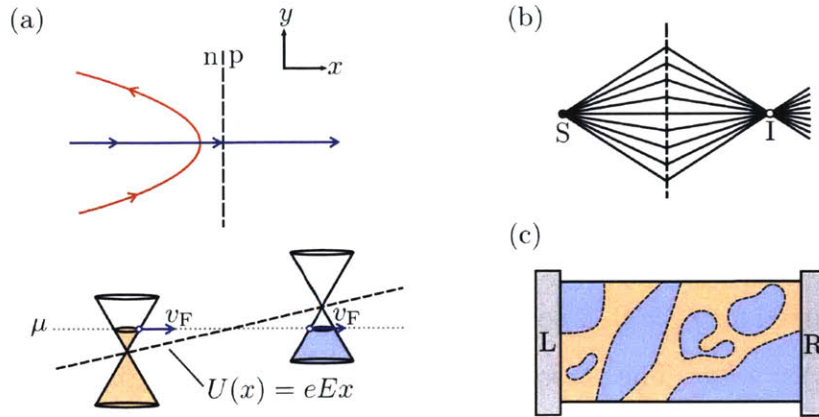 (a)
y
n p
x
μ
v_F
v_F
U(x) = eEx
(b)
S
I
(c)
L
R